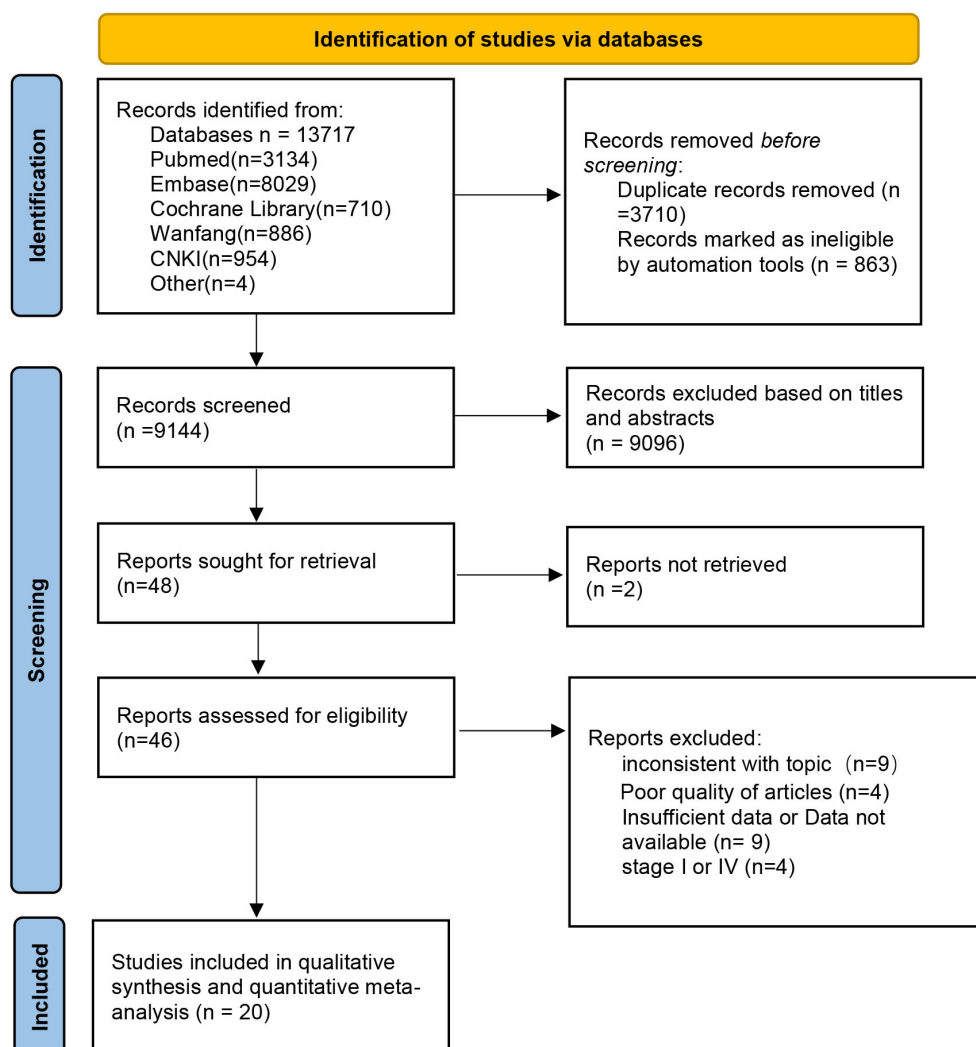 Identification of studies via databases
Identification
Records identified from:
Databases n = 13717
Pubmed(n=3134)
Embase(n=8029)
Cochrane Library(n=710)
Wanfang(n=886)
CNKI(n=954)
Other(n=4)
Records removed before
screening:
Duplicate records removed (n
=3710)
Records marked as ineligible
by automation tools (n = 863)
Screening
Records screened
(n =9144)
Records excluded based on titles
and abstracts
(n = 9096)
Reports sought for retrieval
(n=48)
Reports not retrieved
(n =2)
Reports assessed for eligibility
(n=46)
Reports excluded:
inconsistent with topic（n=9）
Poor quality of articles (n=4)
Insufficient data or Data not
available (n= 9)
stage I or IV (n=4)
Included
Studies included in qualitative
synthesis and quantitative meta-
analysis (n = 20)